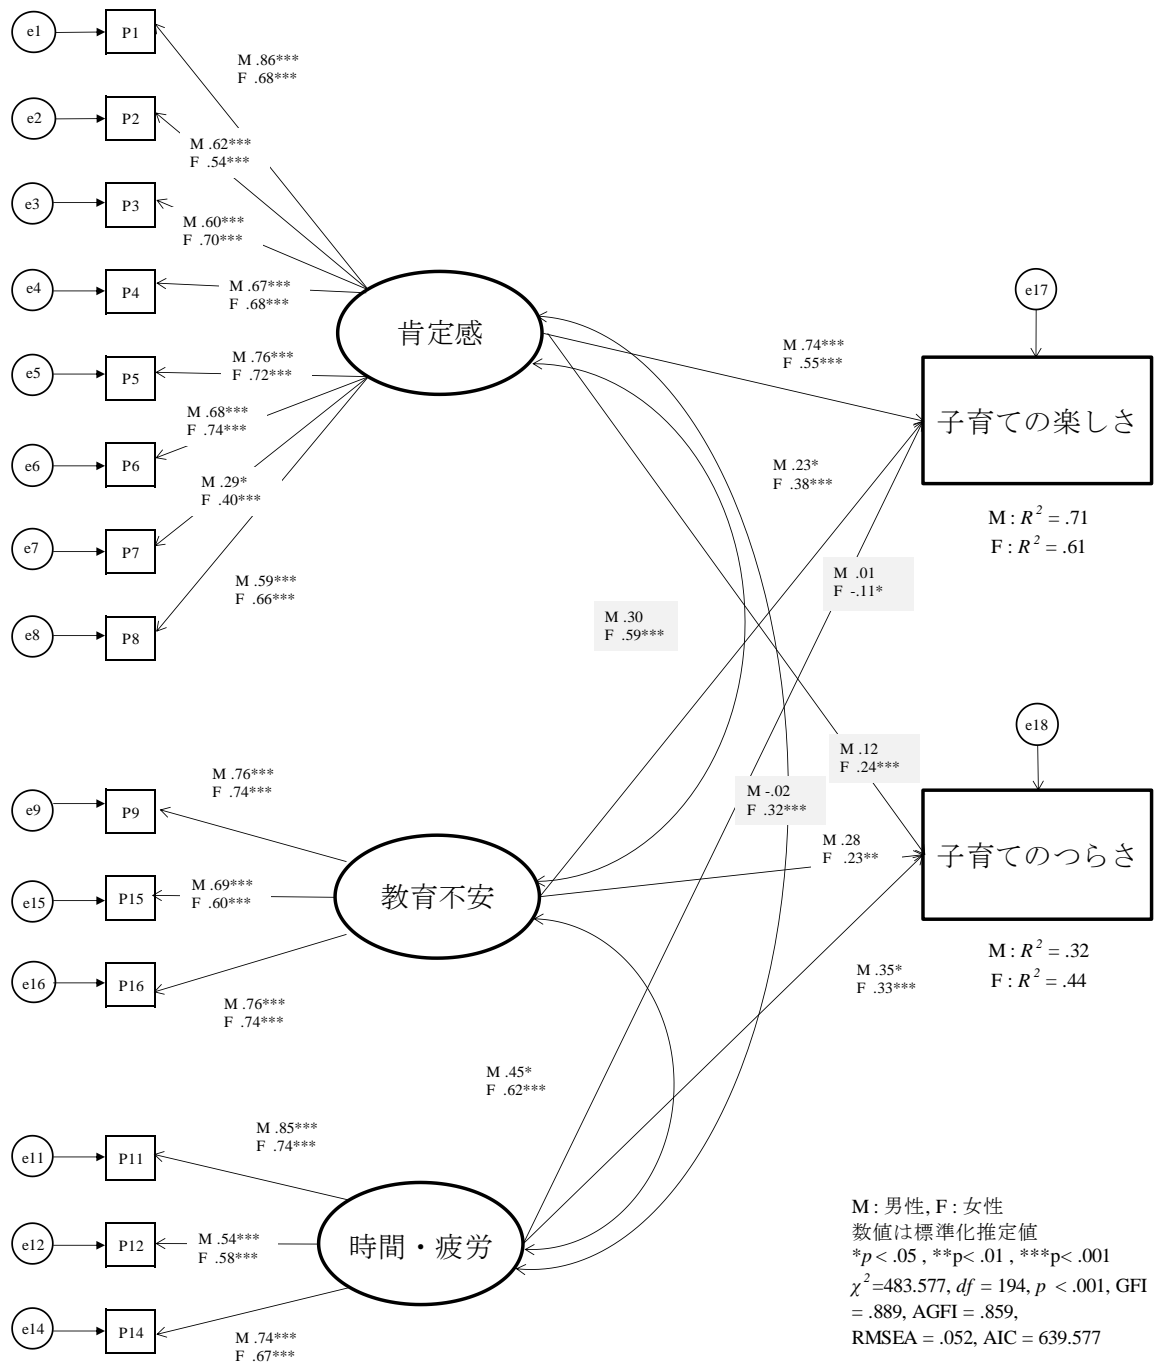 e1
P1
M .86***
F .68***
e2
P2
M .62***
F .54***
e3
P3
M .60***
F .70***
e4
P4
M .67***
F .68***
肯定感
e17
e5
P5
M .76***
F .72***
M .74***
F .55***
子育ての楽しさ
e6
P6
M .68***
F .74***
M .23*
F .38***
M : R² = .71
F : R² = .61
e7
P7
M .29*
F .40***
M .01
F -.11*
e8
P8
M .59***
F .66***
M .30
F .59***
e18
M .12
F .24***
M -.02
F .32***
M .28
F .23**
子育てのつらさ
M : R² = .32
F : R² = .44
e9
P9
M .76***
F .74***
e15
P15
M .69***
F .60***
教育不安
e16
P16
M .76***
F .74***
M .35*
F .33***
M .45*
F .62***
e11
P11
M .85***
F .74***
e12
P12
M .54***
F .58***
時間・疲労
e14
P14
M .74***
F .67***
M : 男性, F : 女性
数値は標準化推定値
*p < .05 , **p< .01 , ***p< .001
χ²=483.577, df = 194, p < .001, GFI
= .889, AGFI = .859,
RMSEA = .052, AIC = 639.577